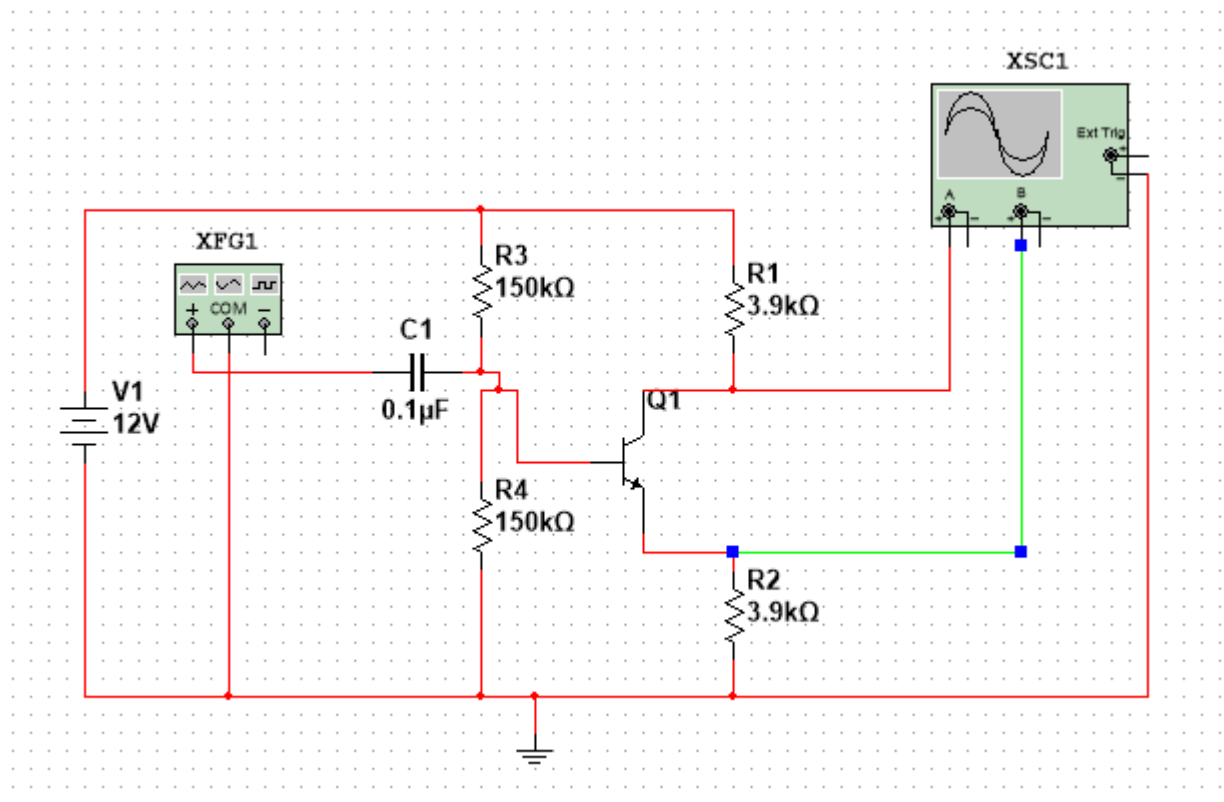 XSC1
Ext Trig
+
−
A
B
+ − + −
XFG1
+ COM −
R3
150kΩ
R1
3.9kΩ
C1
0.1µF
V1
12V
Q1
R4
150kΩ
R2
3.9kΩ